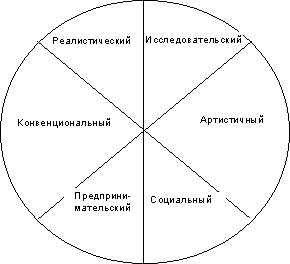 Реалистический
Исследовательский
Конвенциональный
Артистичный
Предприни-
мательский
Социальный